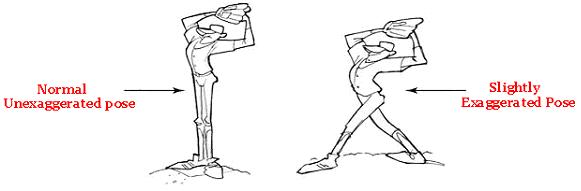 Normal
Unexaggerated pose
Slightly
Exaggerated Pose